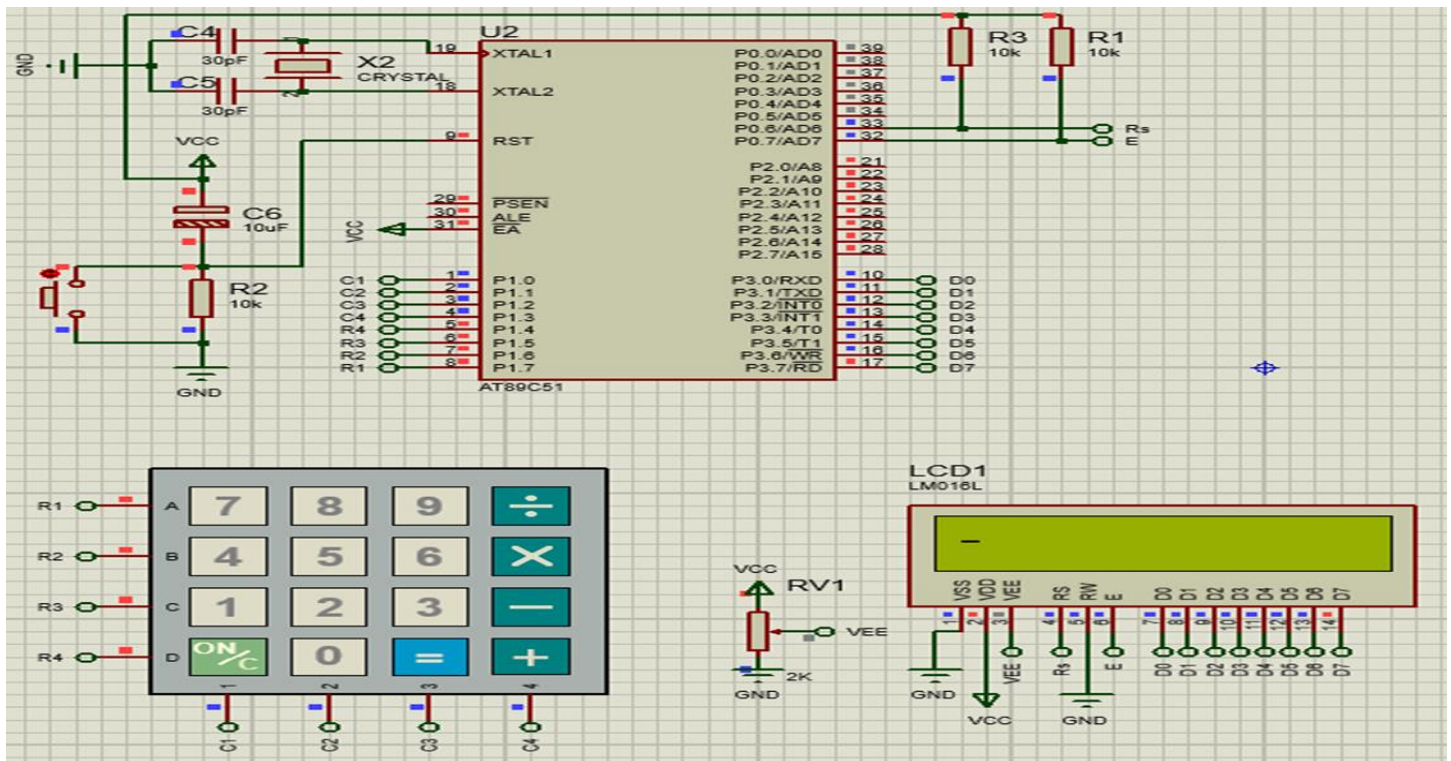 C4
30pF
GND
X2
CRYSTAL
C5
30pF
U2
19 XTAL1
18 XTAL2
9 RST
29 PSEN
30 ALE
31 EA
VCC
1 P1.0 C1
2 P1.1 C2
3 P1.2 C3
4 P1.3 C4
5 P1.4 R4
6 P1.5 R3
7 P1.6 R2
8 P1.7 R1
AT89C51
P0.0/AD0 39
P0.1/AD1 38
P0.2/AD2 37
P0.3/AD3 36
P0.4/AD4 35
P0.5/AD5 34
P0.6/AD6 33
P0.7/AD7 32
P2.0/A8 21
P2.1/A9 22
P2.2/A10 23
P2.3/A11 24
P2.4/A12 25
P2.5/A13 26
P2.6/A14 27
P2.7/A15 28
P3.0/RXD 10 D0
P3.1/TXD 11 D1
P3.2/INT0 12 D2
P3.3/INT1 13 D3
P3.4/T0 14 D4
P3.5/T1 15 D5
P3.6/WR 16 D6
P3.7/RD 17 D7
R3
10k
R1
10k
Rs
E
VCC
C6
10uF
R2
10k
GND
R1 A 7 8 9 ÷
R2 B 4 5 6 ×
R3 C 1 2 3 −
R4 D ON/C 0 = +
1 2 3 4
C1 C2 C3 C4
VCC
RV1
VEE
2K
GND
LCD1
LM016L
VSS VDD VEE RS RW E D0 D1 D2 D3 D4 D5 D6 D7
1 2 3 4 5 6 7 8 9 10 11 12 13 14
VEE Rs E D0 D1 D2 D3 D4 D5 D6 D7
GND
VCC
GND